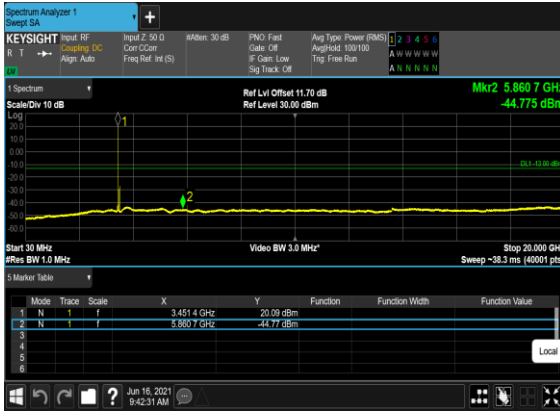 Spectrum Analyzer 1
Swept SA
+
KEYSIGHT Input: RF Input Z: 50 Ω #Atten: 30 dB PNO: Fast Avg Type: Power (RMS) 1 2 3 4 5 6
R T Coupling: DC Corr CCorr Gate: Off Avg|Hold: 100/100 A W W W W W
Align: Auto Freq Ref: Int (S) IF Gain: Low Trig: Free Run
Sig Track: Off A N N N N N
1 Spectrum Ref Lvl Offset 11.70 dB Mkr2 5.860 7 GHz
Scale/Div 10 dB Ref Level 30.00 dBm -44.775 dBm
Log
20.0
10.0
0.00
-10.0
-20.0
-30.0
-40.0
-50.0
-60.0
1
2
DL1 -13.00 dBm
Start 30 MHz Video BW 3.0 MHz* Stop 20.000 GHz
#Res BW 1.0 MHz Sweep ~38.3 ms (40001 pts)
5 Marker Table
Mode Trace Scale X Y Function Function Width Function Value
1 N 1 f 3.451 4 GHz 20.09 dBm
2 N 1 f 5.860 7 GHz -44.77 dBm
3
4
5
6
Local
? Jun 16, 2021
9:42:31 AM